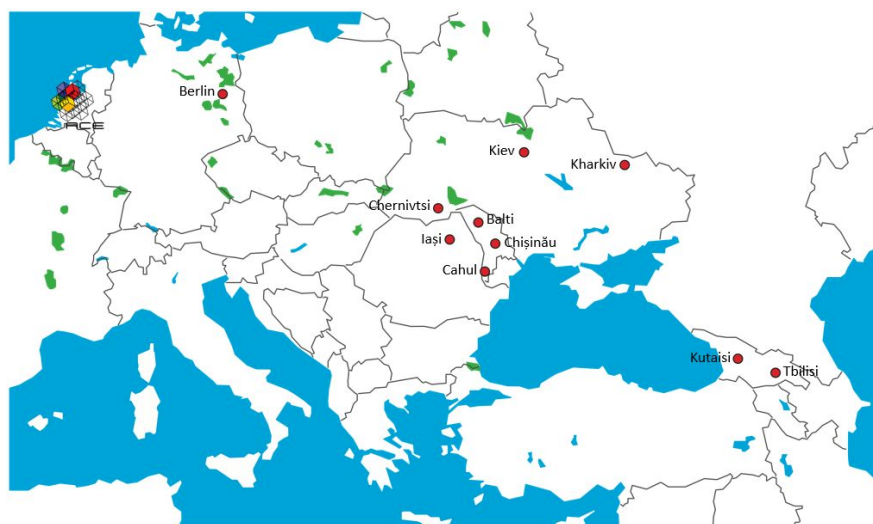 Berlin
ACE
Kiev
Kharkiv
Chernivtsi
Balti
Iași
Chișinău
Cahul
Kutaisi
Tbilisi